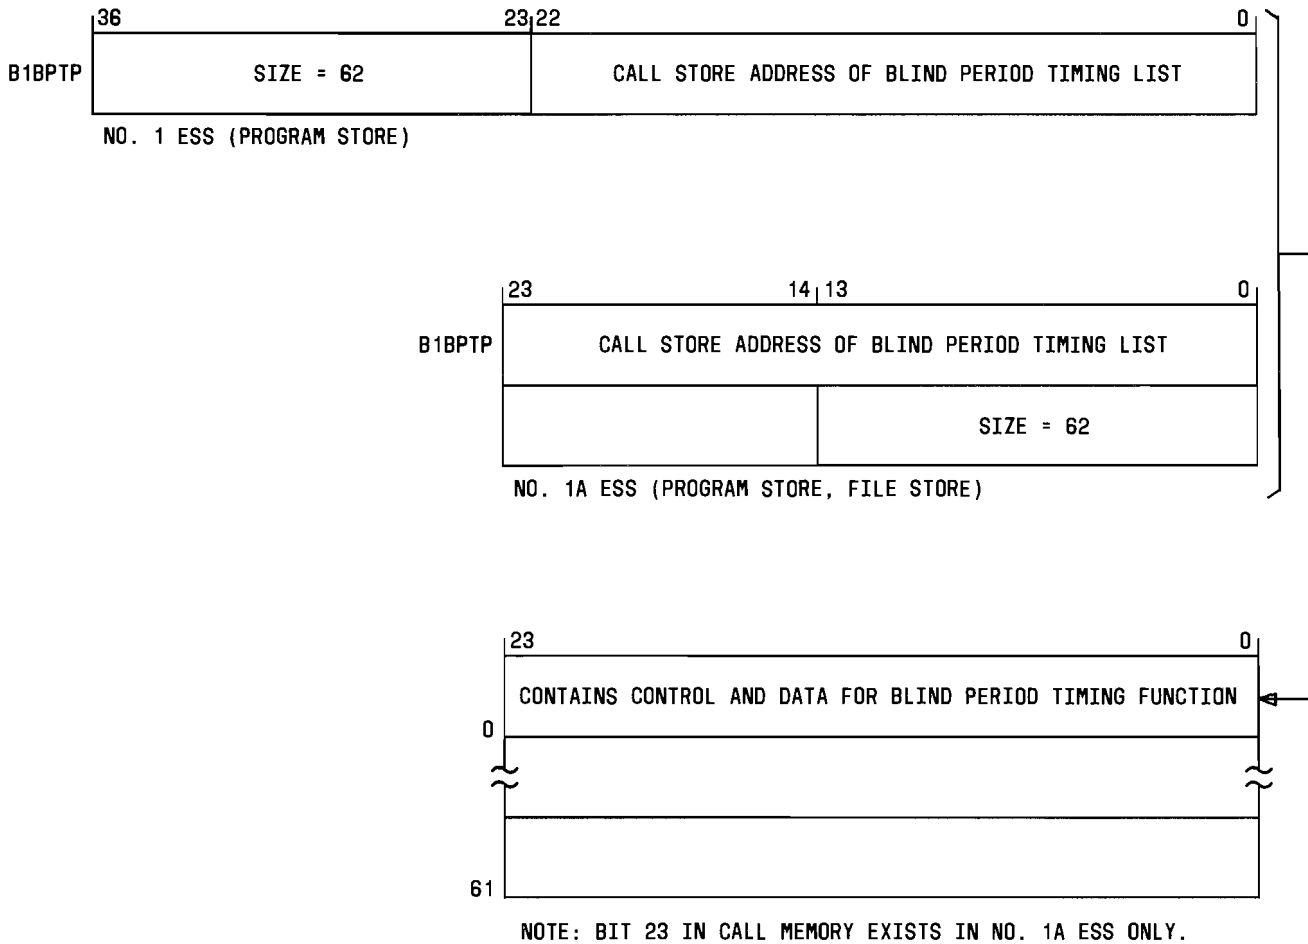 36 23 22 0
B1BPTP SIZE = 62 CALL STORE ADDRESS OF BLIND PERIOD TIMING LIST
NO. 1 ESS (PROGRAM STORE)
23 14 13 0
B1BPTP CALL STORE ADDRESS OF BLIND PERIOD TIMING LIST
SIZE = 62
NO. 1A ESS (PROGRAM STORE, FILE STORE)
23 0
CONTAINS CONTROL AND DATA FOR BLIND PERIOD TIMING FUNCTION
0
61
NOTE: BIT 23 IN CALL MEMORY EXISTS IN NO. 1A ESS ONLY.